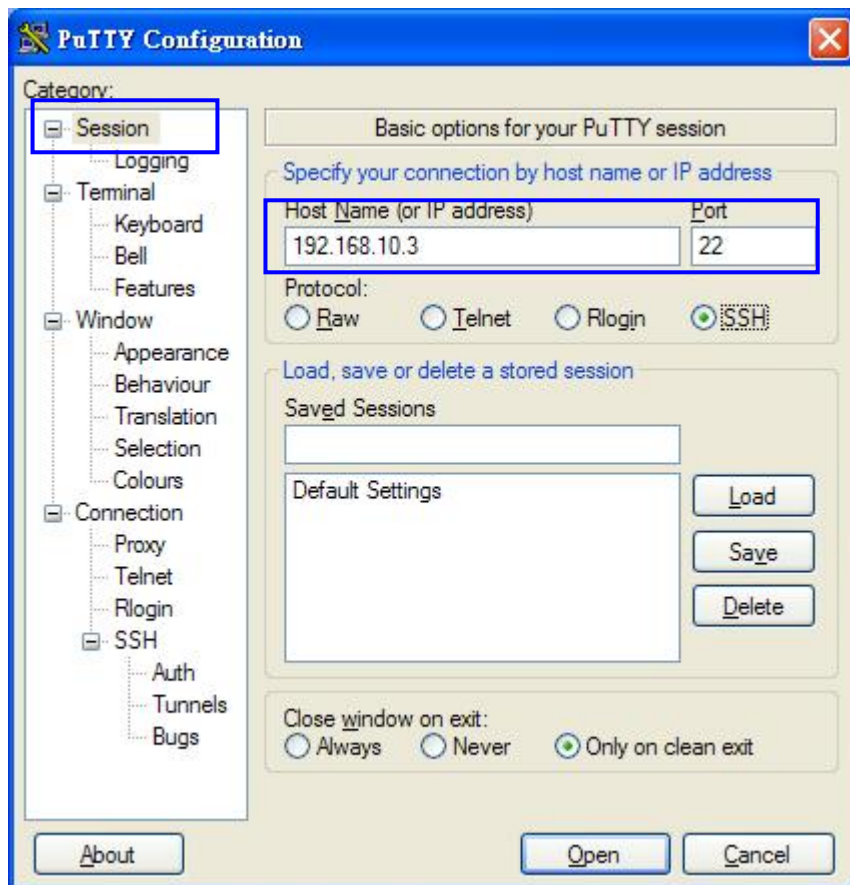 PuTTY Configuration
Category:
Session
Logging
Terminal
Keyboard
Bell
Features
Window
Appearance
Behaviour
Translation
Selection
Colours
Connection
Proxy
Telnet
Rlogin
SSH
Auth
Tunnels
Bugs
Basic options for your PuTTY session
Specify your connection by host name or IP address
Host Name (or IP address) Port
192.168.10.3 22
Protocol:
Raw Telnet Rlogin SSH
Load, save or delete a stored session
Saved Sessions
Default Settings
Load
Save
Delete
Close window on exit:
Always Never Only on clean exit
About Open Cancel